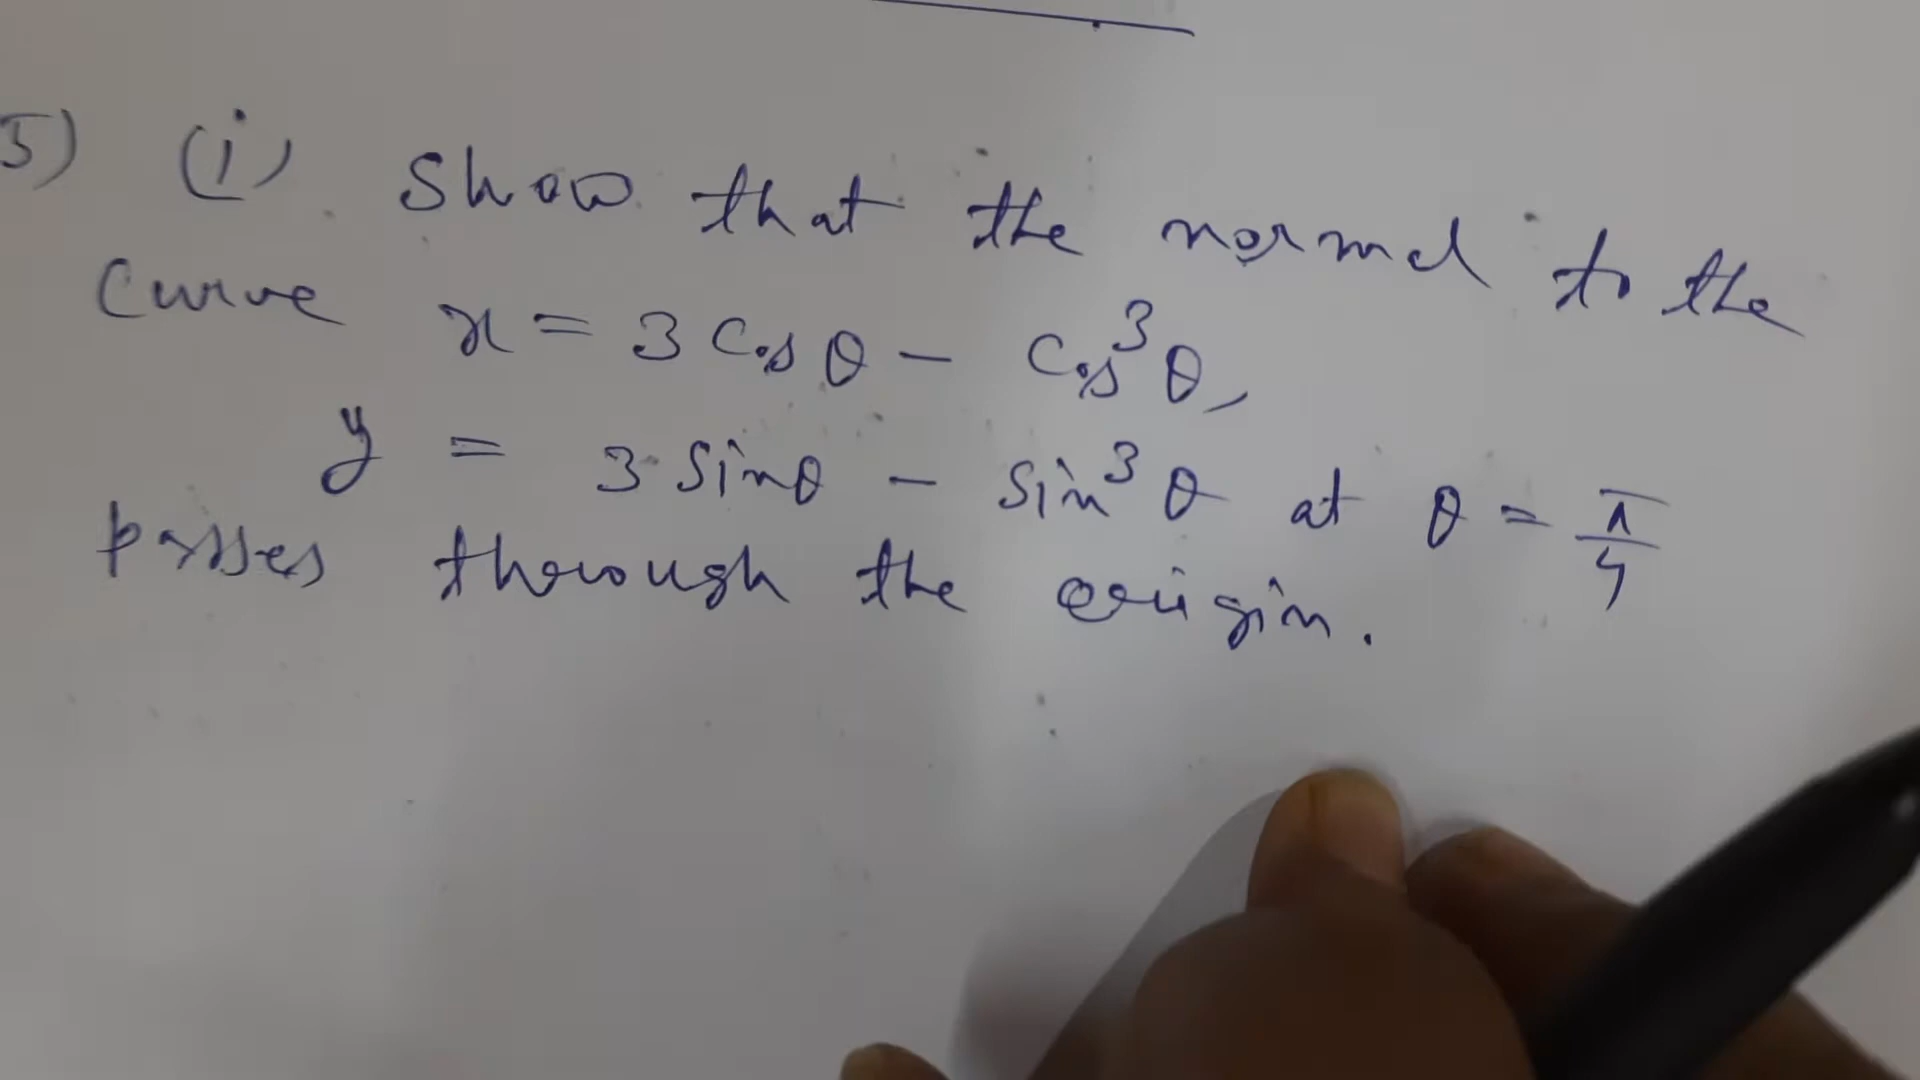 5) (i) Show that the normal to the
curve x = 3 cos θ - cos³ θ,
y = 3 sin θ - sin³ θ at θ = π/4
passes through the origin.